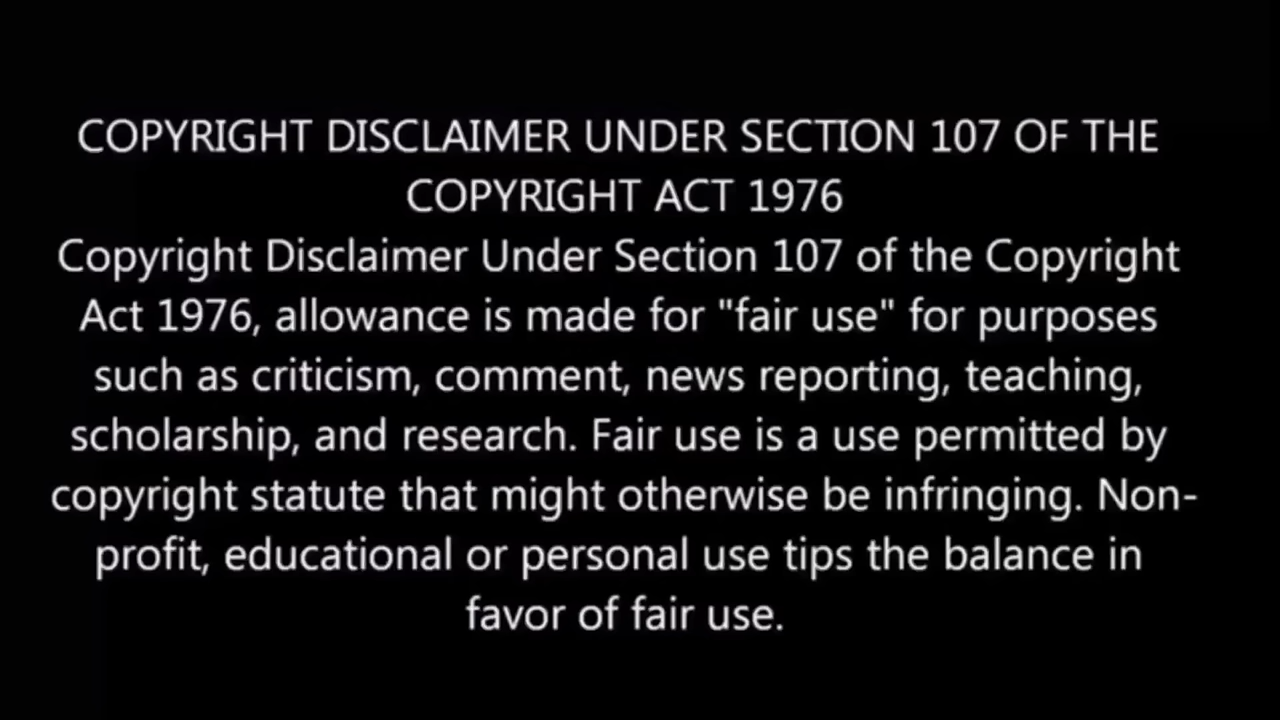 COPYRIGHT DISCLAIMER UNDER SECTION 107 OF THE
COPYRIGHT ACT 1976
Copyright Disclaimer Under Section 107 of the Copyright
Act 1976, allowance is made for "fair use" for purposes
such as criticism, comment, news reporting, teaching,
scholarship, and research. Fair use is a use permitted by
copyright statute that might otherwise be infringing. Non-
profit, educational or personal use tips the balance in
favor of fair use.